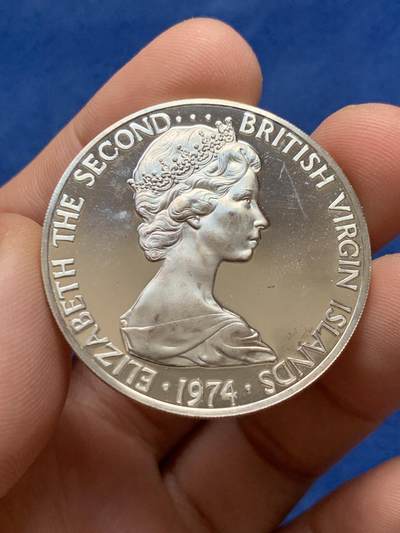 ELIZABETH THE SECOND.... BRITISH VIRGIN ISLANDS
· 1974 ·